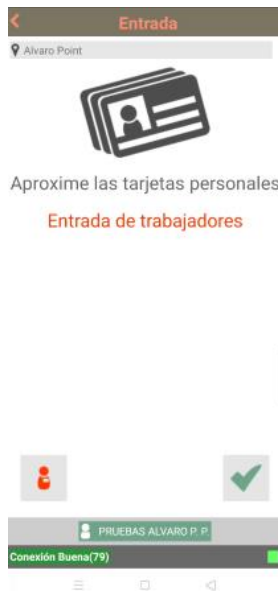 Entrada
Alvaro Point
Aproxime las tarjetas personales
Entrada de trabajadores
PRUEBAS ALVARO P. P.
Conexión Buena(79)